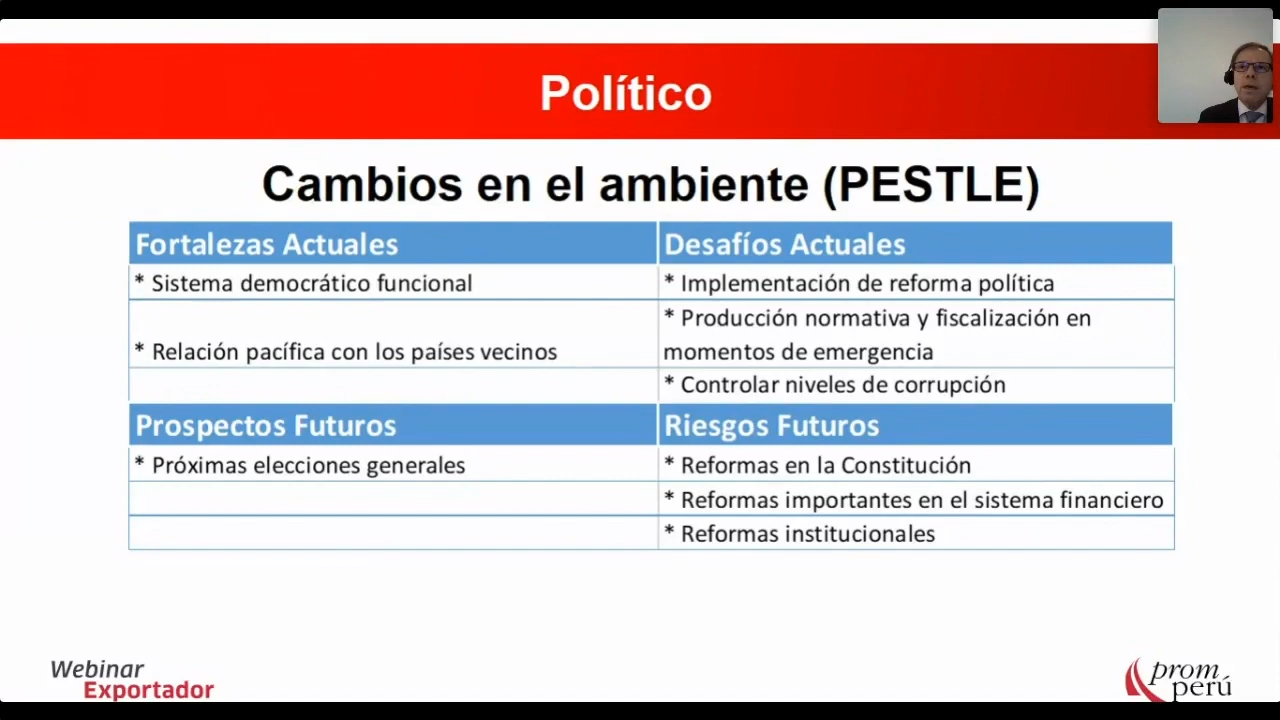 Político
Cambios en el ambiente (PESTLE)
Fortalezas Actuales
Desafíos Actuales
* Sistema democrático funcional
* Implementación de reforma política
* Relación pacífica con los países vecinos
* Producción normativa y fiscalización en
momentos de emergencia
* Controlar niveles de corrupción
Prospectos Futuros
Riesgos Futuros
* Próximas elecciones generales
* Reformas en la Constitución
* Reformas importantes en el sistema financiero
* Reformas institucionales
Webinar
Exportador
prom
perú